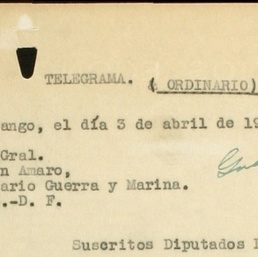 TELEGRAMA. ( ORDINARIO)
ango, el día 3 de abril de 19
Gral.
n Amaro,
ario Guerra y Marina.
.-D. F.
Suscritos Diputados